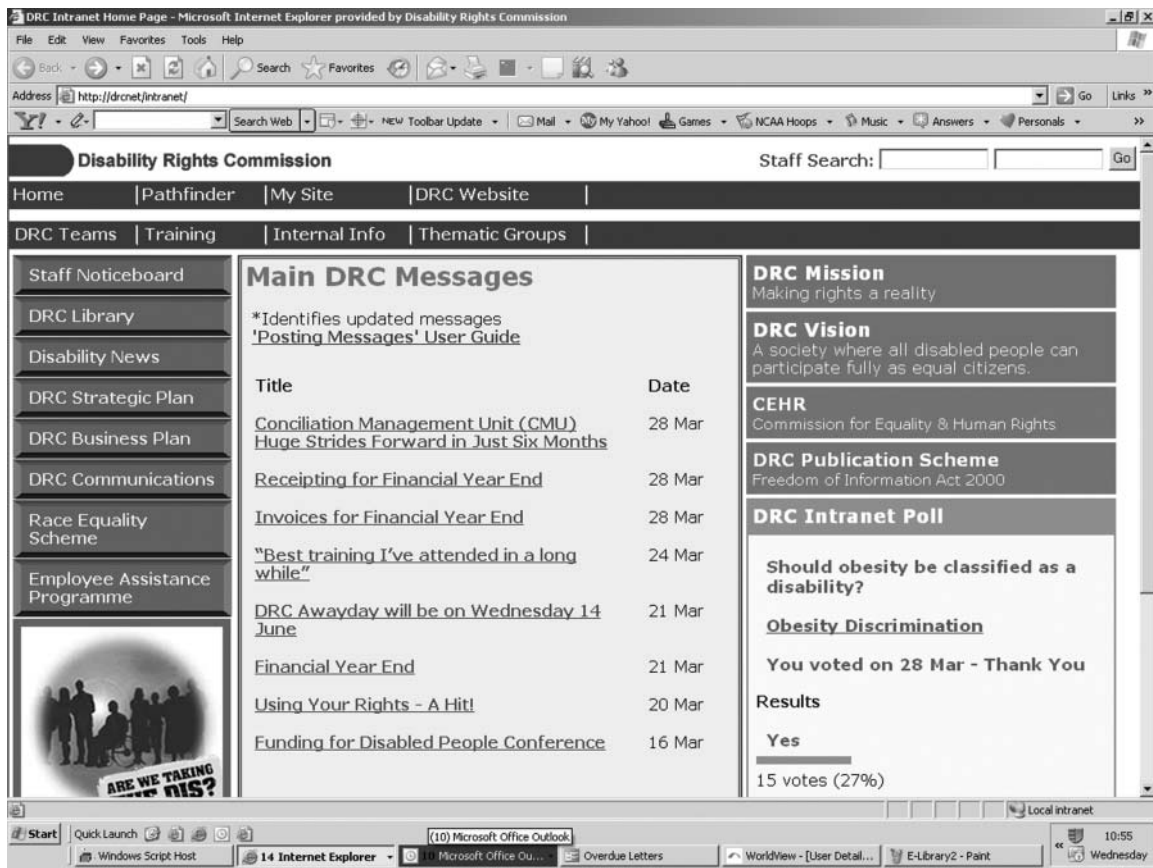 DRC Intranet Home Page - Microsoft Internet Explorer provided by Disability Rights Commission
File Edit View Favorites Tools Help
Back Search Favorites
Address http://drcnet/intranet/ Go Links »
Y! Search Web NEW Toolbar Update Mail My Yahoo! Games NCAA Hoops Music Answers Personals »
Disability Rights Commission Staff Search: Go
Home |Pathfinder |My Site |DRC Website |
DRC Teams |Training |Internal Info |Thematic Groups |
Staff Noticeboard
DRC Library
Disability News
DRC Strategic Plan
DRC Business Plan
DRC Communications
Race Equality
Scheme
Employee Assistance
Programme
ARE WE TAKING
THE DIS?
Main DRC Messages
*Identifies updated messages
'Posting Messages' User Guide
Title Date
Conciliation Management Unit (CMU) 28 Mar
Huge Strides Forward in Just Six Months
Receipting for Financial Year End 28 Mar
Invoices for Financial Year End 28 Mar
“Best training I’ve attended in a long 24 Mar
while”
DRC Awayday will be on Wednesday 14 21 Mar
June
Financial Year End 21 Mar
Using Your Rights - A Hit! 20 Mar
Funding for Disabled People Conference 16 Mar
DRC Mission
Making rights a reality
DRC Vision
A society where all disabled people can
participate fully as equal citizens.
CEHR
Commission for Equality & Human Rights
DRC Publication Scheme
Freedom of Information Act 2000
DRC Intranet Poll
Should obesity be classified as a
disability?
Obesity Discrimination
You voted on 28 Mar - Thank You
Results
Yes
15 votes (27%)
Local intranet
Start Quick Launch (10) Microsoft Office Outlook « 10:55
Windows Script Host 14 Internet Explorer 10 Microsoft Office Ou... Overdue Letters WorldView - [User Detail... E-Library2 - Paint Wednesday